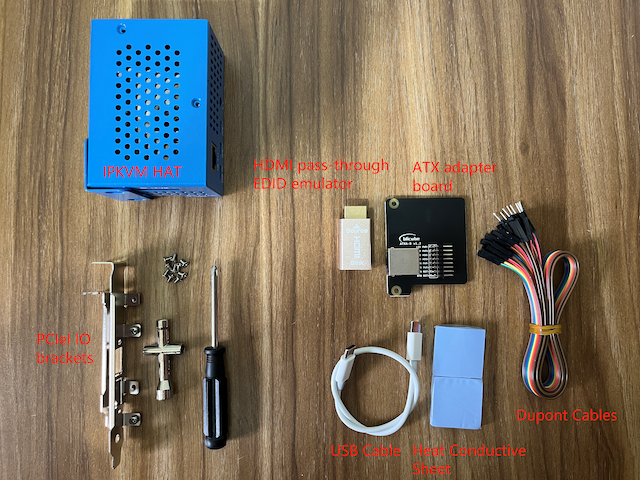 IPKVM HAT
HDMI pass-through
EDID emulator
ATX adapter
board
PCIeI IO
brackets
USB Cable
Heat Conductive
Sheet
Dupont Cables